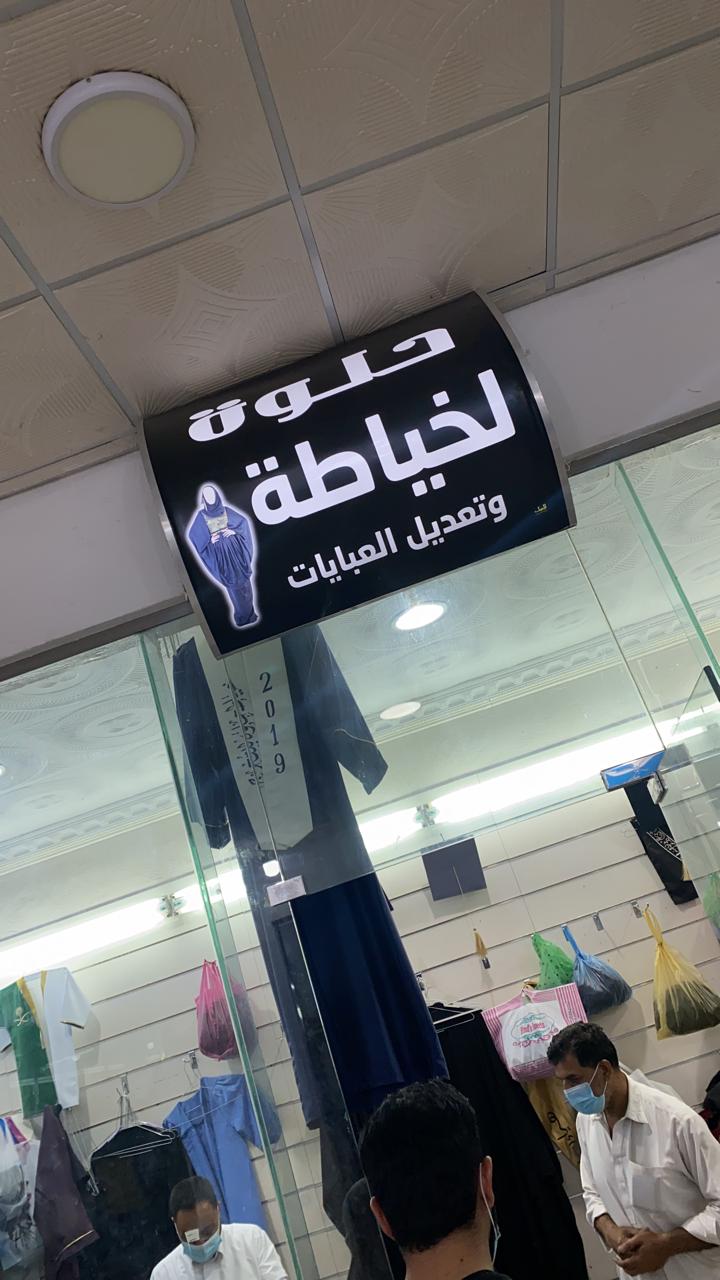 حلوة
لخياطة
وتعديل العبايات
2019